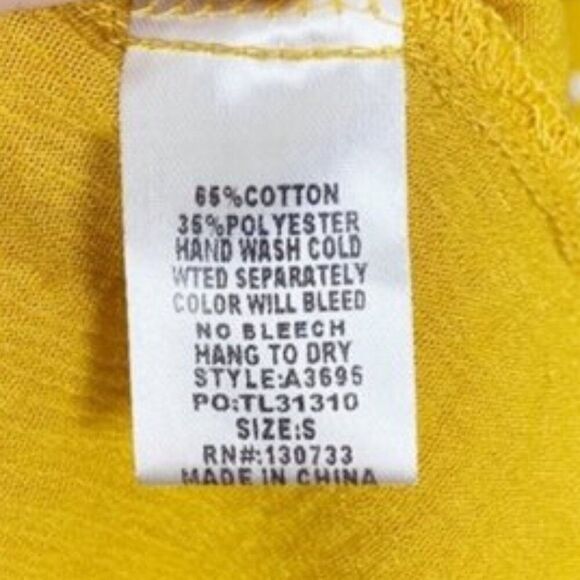 65%COTTON
35%POLYESTER
HAND WASH COLD
WTED SEPARATELY
COLOR WILL BLEED
NO BLEECH
HANG TO DRY
STYLE:A3695
PO:TL31310
SIZE:S
RN#:130733
MADE IN CHINA